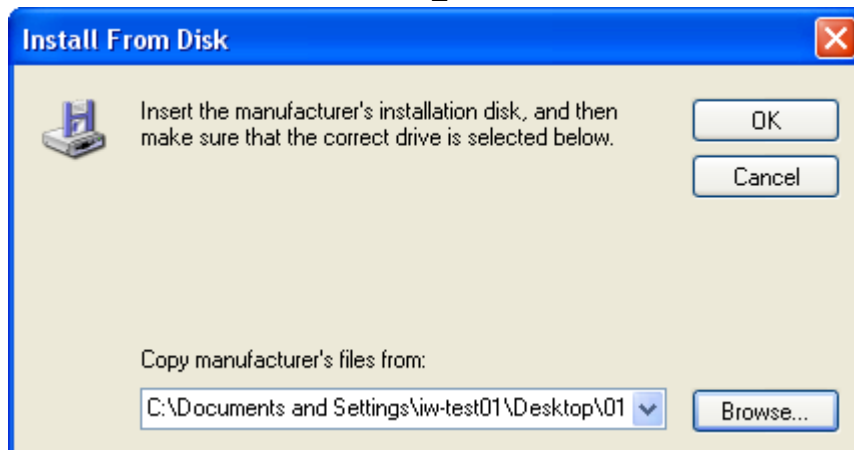 Install From Disk
Insert the manufacturer's installation disk, and then
make sure that the correct drive is selected below.
OK
Cancel
Copy manufacturer's files from:
C:\Documents and Settings\iw-test01\Desktop\01
Browse...